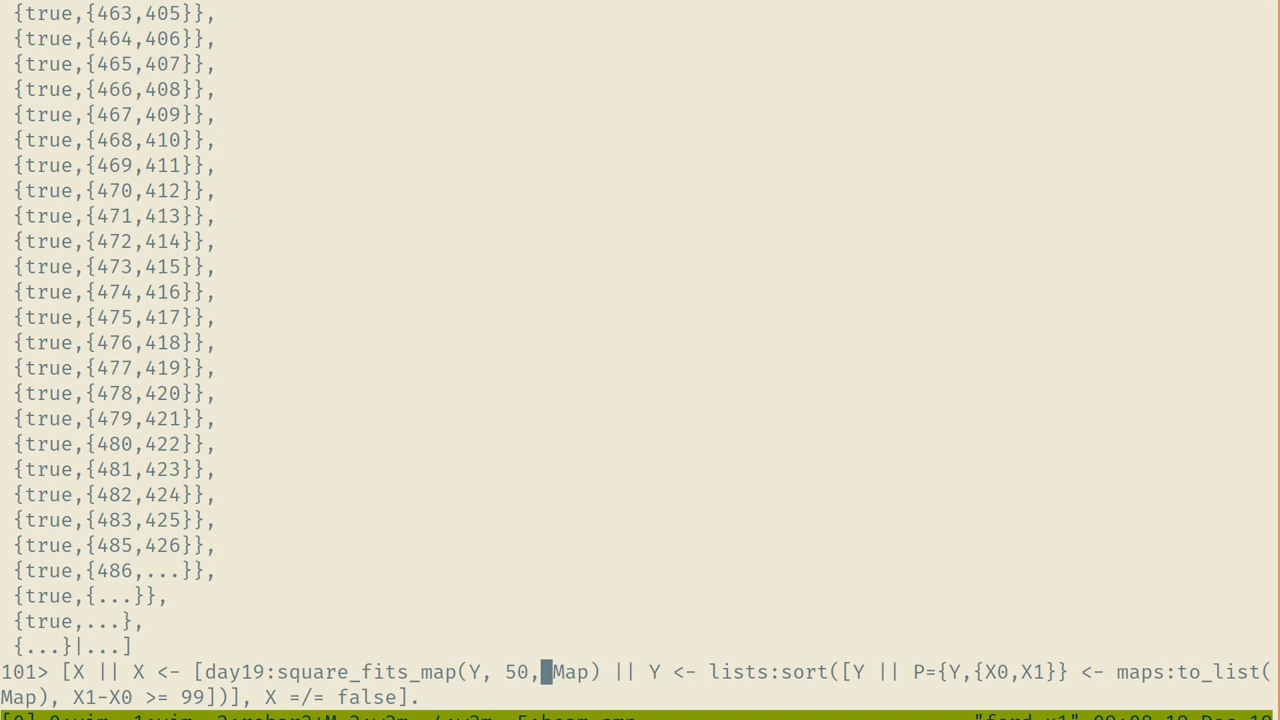 {true,{463,405}},
{true,{464,406}},
{true,{465,407}},
{true,{466,408}},
{true,{467,409}},
{true,{468,410}},
{true,{469,411}},
{true,{470,412}},
{true,{471,413}},
{true,{472,414}},
{true,{473,415}},
{true,{474,416}},
{true,{475,417}},
{true,{476,418}},
{true,{477,419}},
{true,{478,420}},
{true,{479,421}},
{true,{480,422}},
{true,{481,423}},
{true,{482,424}},
{true,{483,425}},
{true,{485,426}},
{true,{486,...}},
{true,{...}},
{true,...},
{...}|...]
101> [X || X <- [day19:square_fits_map(Y, 50, Map) || Y <- lists:sort([Y || P={Y,{X0,X1}} <- maps:to_list(
Map), X1-X0 >= 99])], X =/= false].